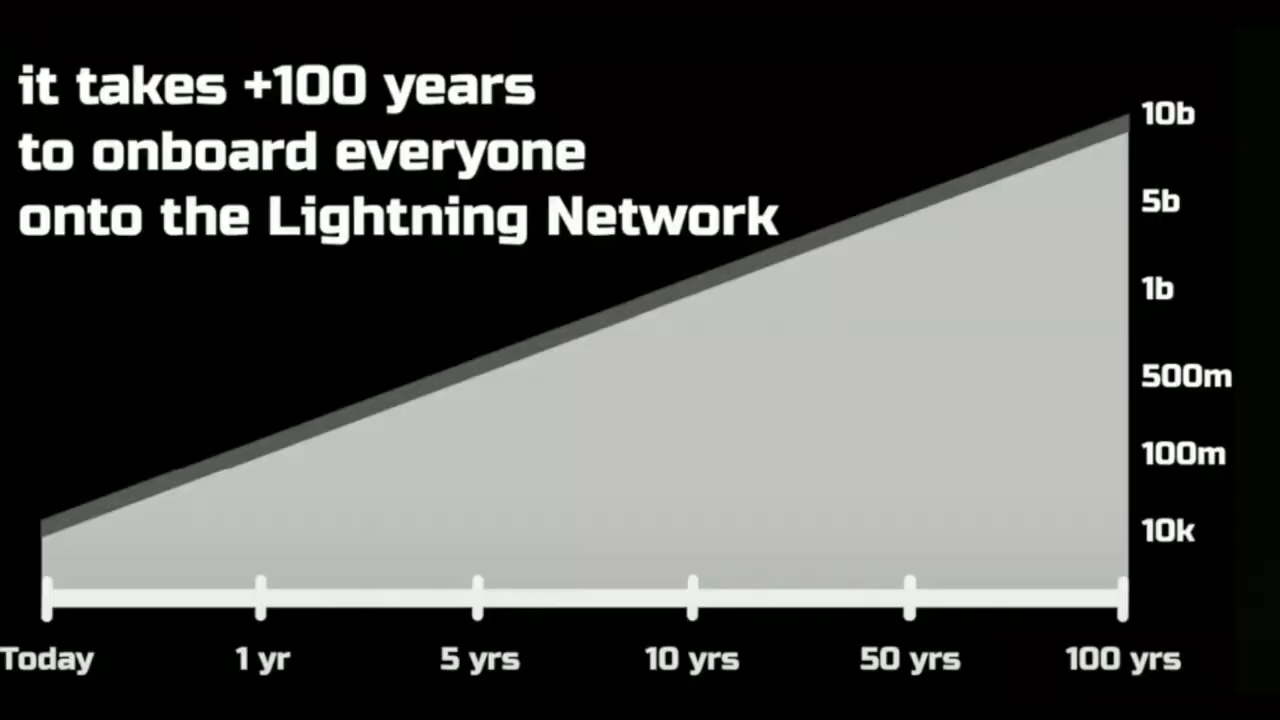 it takes +100 years
to onboard everyone
onto the Lightning Network
10b
5b
1b
500m
100m
10k
Today 1 yr 5 yrs 10 yrs 50 yrs 100 yrs